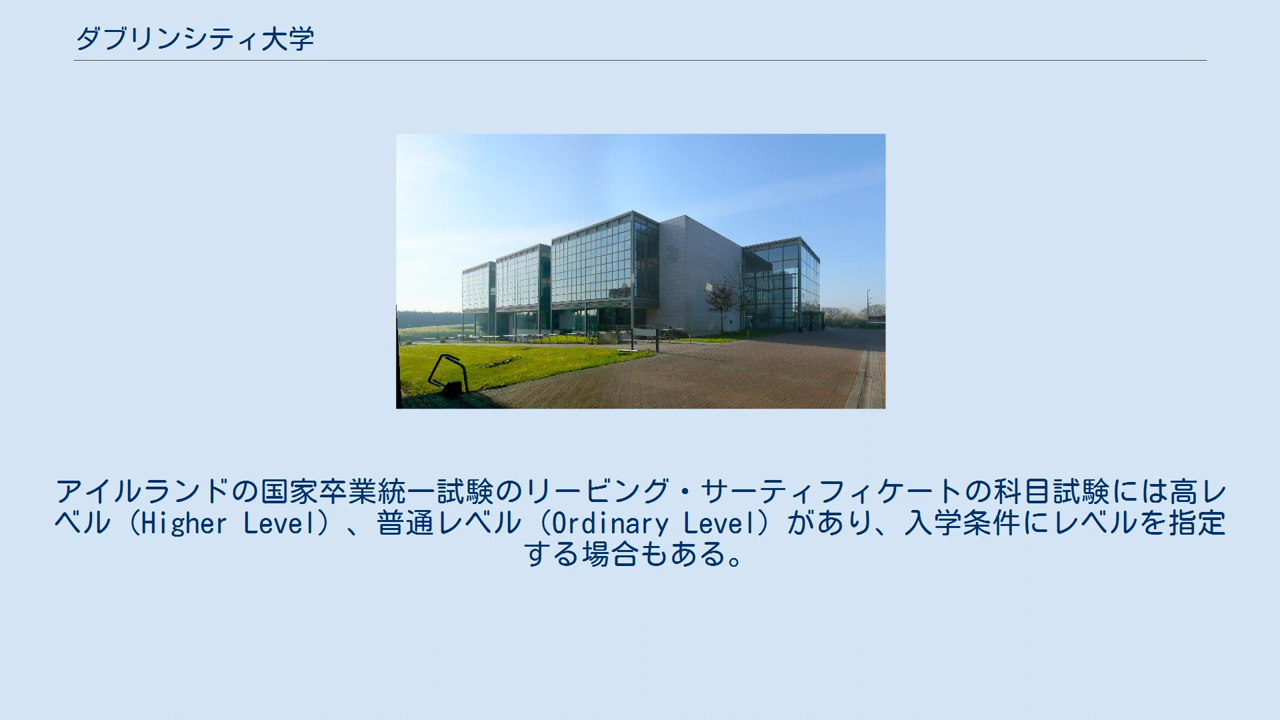 ダブリンシティ大学
アイルランドの国家卒業統一試験のリービング・サーティフィケートの科目試験には高レ
ベル（Higher Level）、普通レベル（Ordinary Level）があり、入学条件にレベルを指定
する場合もある。